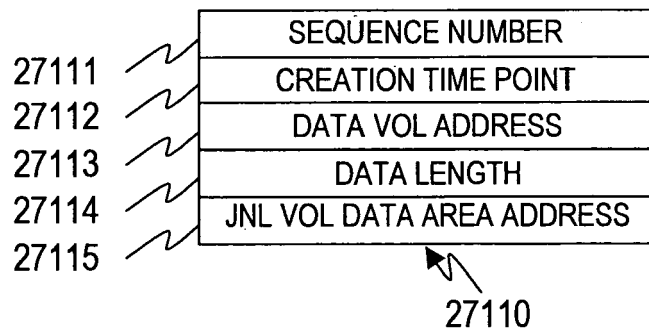 SEQUENCE NUMBER
27111
CREATION TIME POINT
27112
DATA VOL ADDRESS
27113
DATA LENGTH
27114
JNL VOL DATA AREA ADDRESS
27115
27110